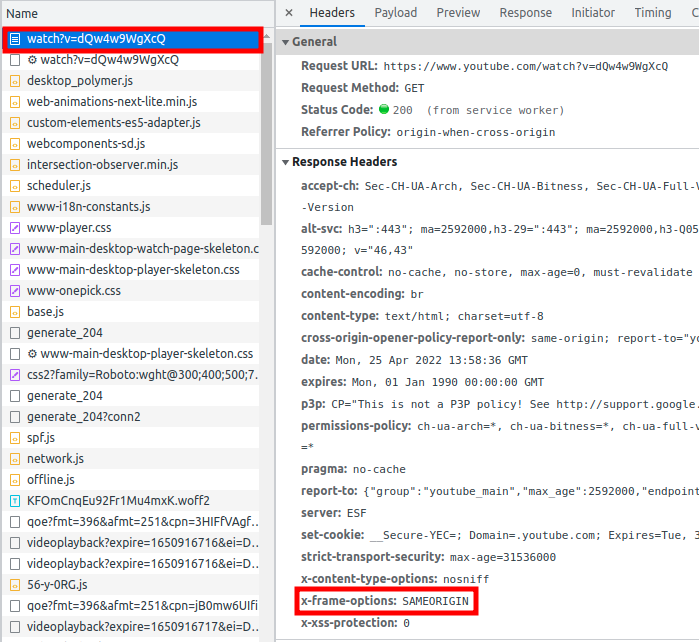 Name
watch?v=dQw4w9WgXcQ
watch?v=dQw4w9WgXcQ
desktop_polymer.js
web-animations-next-lite.min.js
custom-elements-es5-adapter.js
webcomponents-sd.js
intersection-observer.min.js
scheduler.js
www-i18n-constants.js
www-player.css
www-main-desktop-watch-page-skeleton.c
www-main-desktop-player-skeleton.css
www-onepick.css
base.js
generate_204
www-main-desktop-player-skeleton.css
css2?family=Roboto:wght@300;400;500;7...
generate_204
generate_204?conn2
spf.js
network.js
offline.js
KFOmCnqEu92Fr1Mu4mxK.woff2
qoe?fmt=396&afmt=251&cpn=3HIFfVAgf...
videoplayback?expire=1650916716&ei=D...
videoplayback?expire=1650916716&ei=D...
56-y-0RG.js
qoe?fmt=396&afmt=251&cpn=jB0mw6UIfi
videoplayback?expire=1650916716&ei=D...
× Headers Payload Preview Response Initiator Timing C
General
Request URL: https://www.youtube.com/watch?v=dQw4w9WgXcQ
Request Method: GET
Status Code: 200 (from service worker)
Referrer Policy: origin-when-cross-origin
Response Headers
accept-ch: Sec-CH-UA-Arch, Sec-CH-UA-Bitness, Sec-CH-UA-Full-V
-Version
alt-svc: h3=":443"; ma=2592000,h3-29=":443"; ma=2592000,h3-Q05
592000; v="46,43"
cache-control: no-cache, no-store, max-age=0, must-revalidate
content-encoding: br
content-type: text/html; charset=utf-8
cross-origin-opener-policy-report-only: same-origin; report-to="yo
date: Mon, 25 Apr 2022 13:58:36 GMT
expires: Mon, 01 Jan 1990 00:00:00 GMT
p3p: CP="This is not a P3P policy! See http://support.google.
permissions-policy: ch-ua-arch=*, ch-ua-bitness=*, ch-ua-full-v
=*
pragma: no-cache
report-to: {"group":"youtube_main","max_age":2592000,"endpoint
server: ESF
set-cookie: __Secure-YEC=; Domain=.youtube.com; Expires=Tue, 3
strict-transport-security: max-age=31536000
x-content-type-options: nosniff
x-frame-options: SAMEORIGIN
x-xss-protection: 0